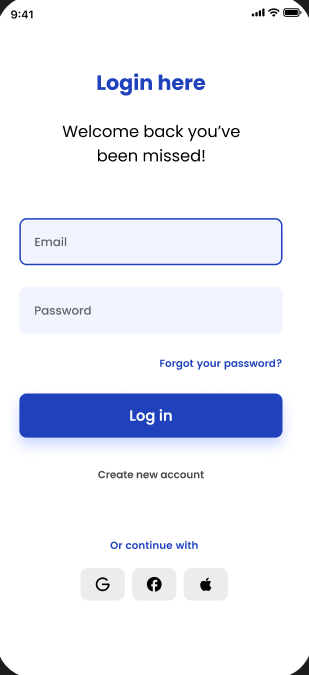 9:41
Login here
Welcome back you’ve
been missed!
Email
Password
Forgot your password?
Log in
Create new account
Or continue with